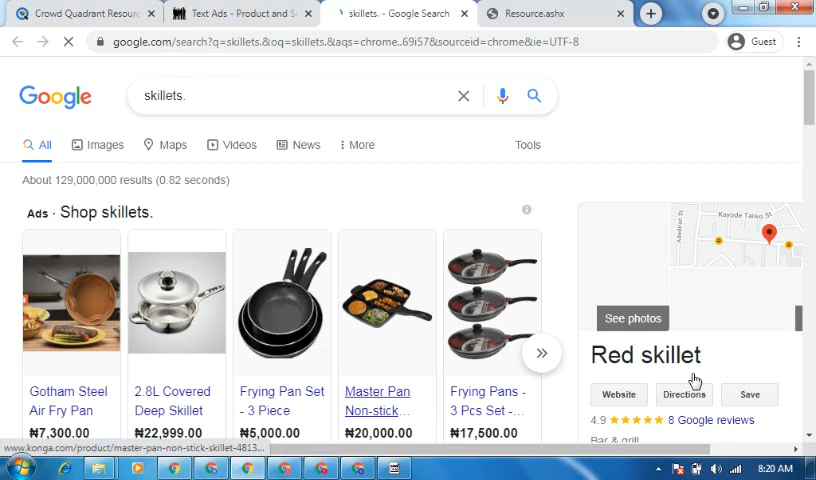 Crowd Quadrant Resourc
Text Ads - Product and Se
skillets. - Google Search
Resource.ashx
google.com/search?q=skillets.&oq=skillets.&aqs=chrome..69i57&sourceid=chrome&ie=UTF-8
Guest
Google
skillets.
All
Images
Maps
Videos
News
More
Tools
About 129,000,000 results (0.82 seconds)
Ads · Shop skillets.
Kayode Taiwo St
Adediran St
See photos
Red skillet
Website
Directions
Save
4.9
8 Google reviews
Bar & grill
Gotham Steel
Air Fry Pan
₦7,300.00
2.8L Covered
Deep Skillet
₦22,999.00
Frying Pan Set
- 3 Piece
₦5,000.00
Master Pan
Non-stick...
₦20,000.00
Frying Pans -
3 Pcs Set -...
₦17,500.00
www.konga.com/product/master-pan-non-stick-skillet-4813...
8:20 AM